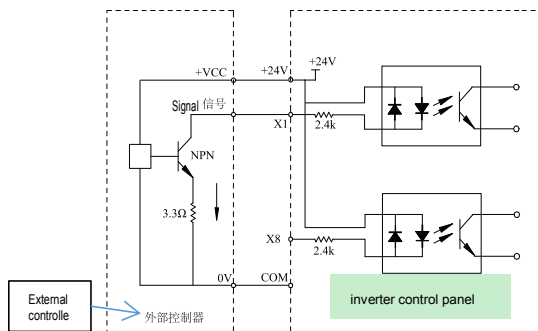 +24V
+VCC
+24V
Signal 信号
X1
2.4k
NPN
3.3Ω
X8
2.4k
0V
COM
External
controlle
外部控制器
inverter control panel